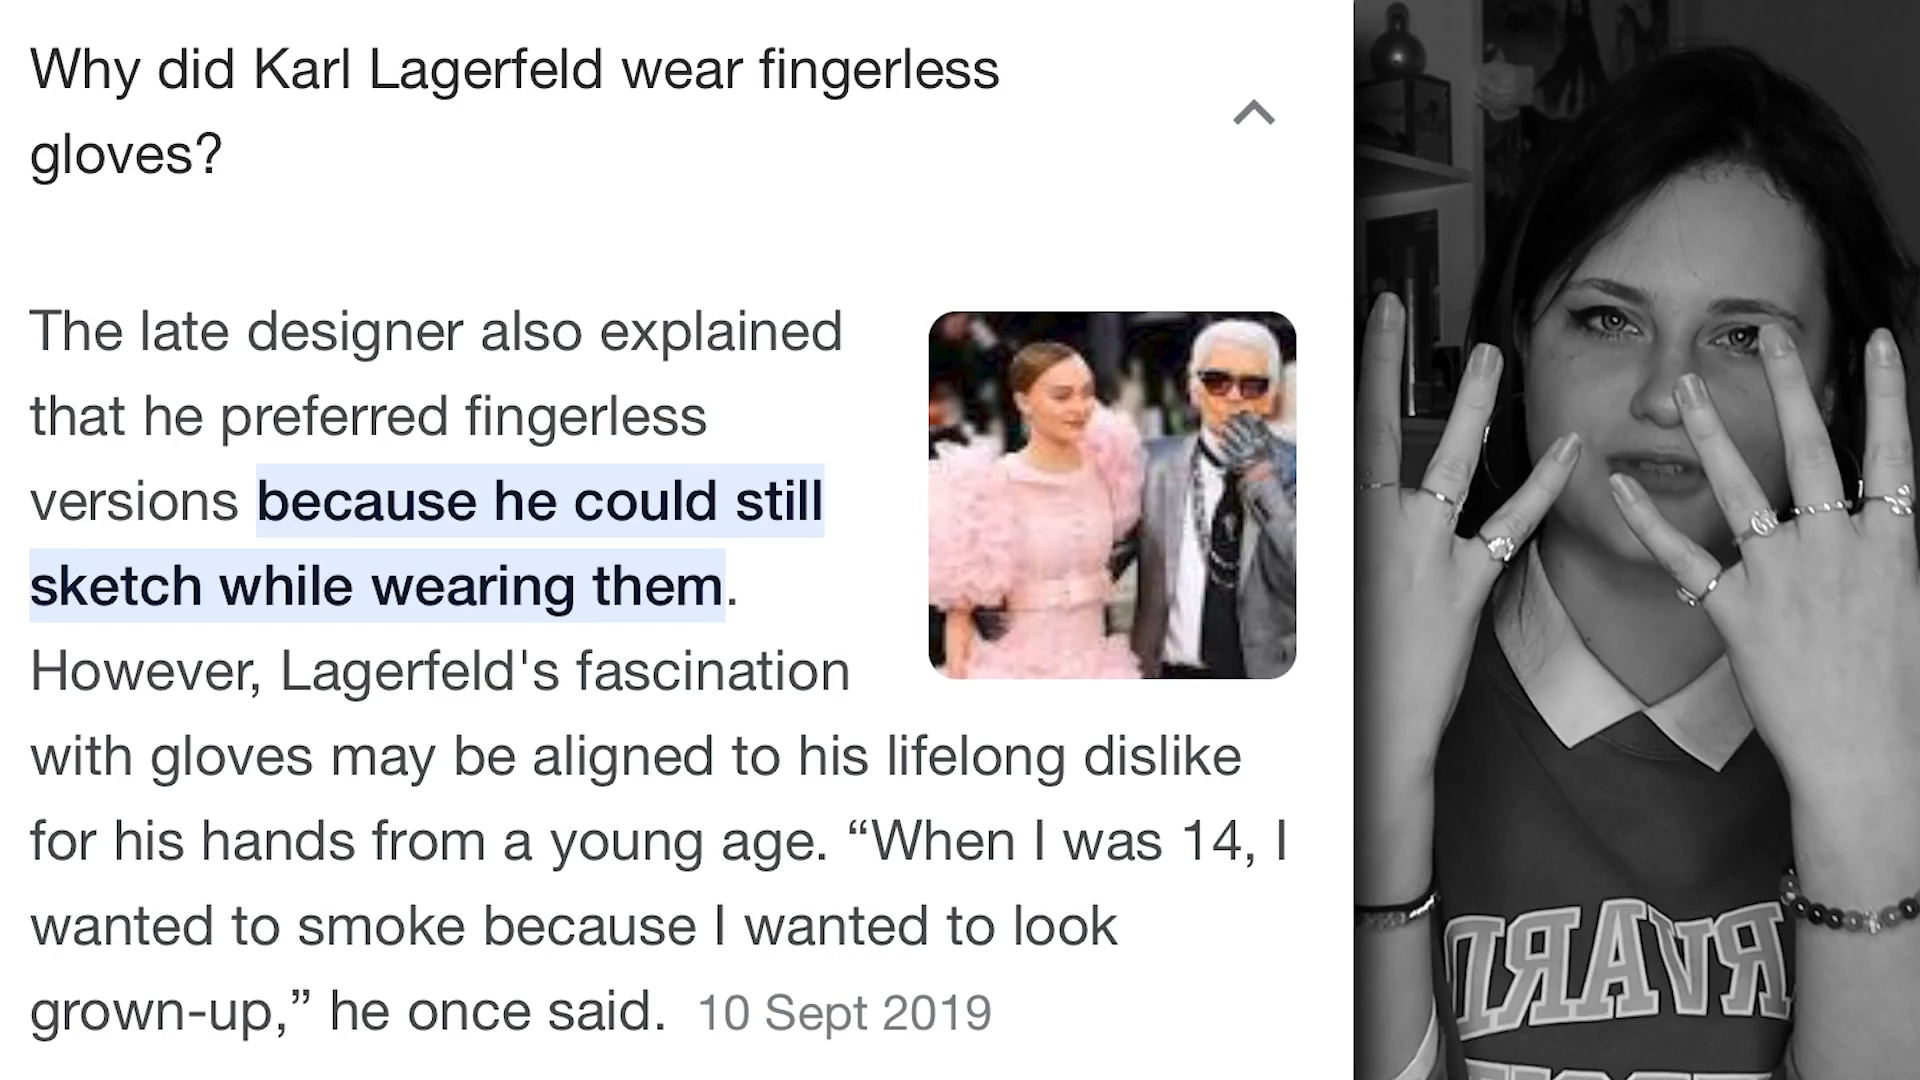 Why did Karl Lagerfeld wear fingerless
gloves?
The late designer also explained
that he preferred fingerless
versions because he could still
sketch while wearing them.
However, Lagerfeld's fascination
with gloves may be aligned to his lifelong dislike
for his hands from a young age. “When I was 14, I
wanted to smoke because I wanted to look
grown-up,” he once said. 10 Sept 2019
HARVARD